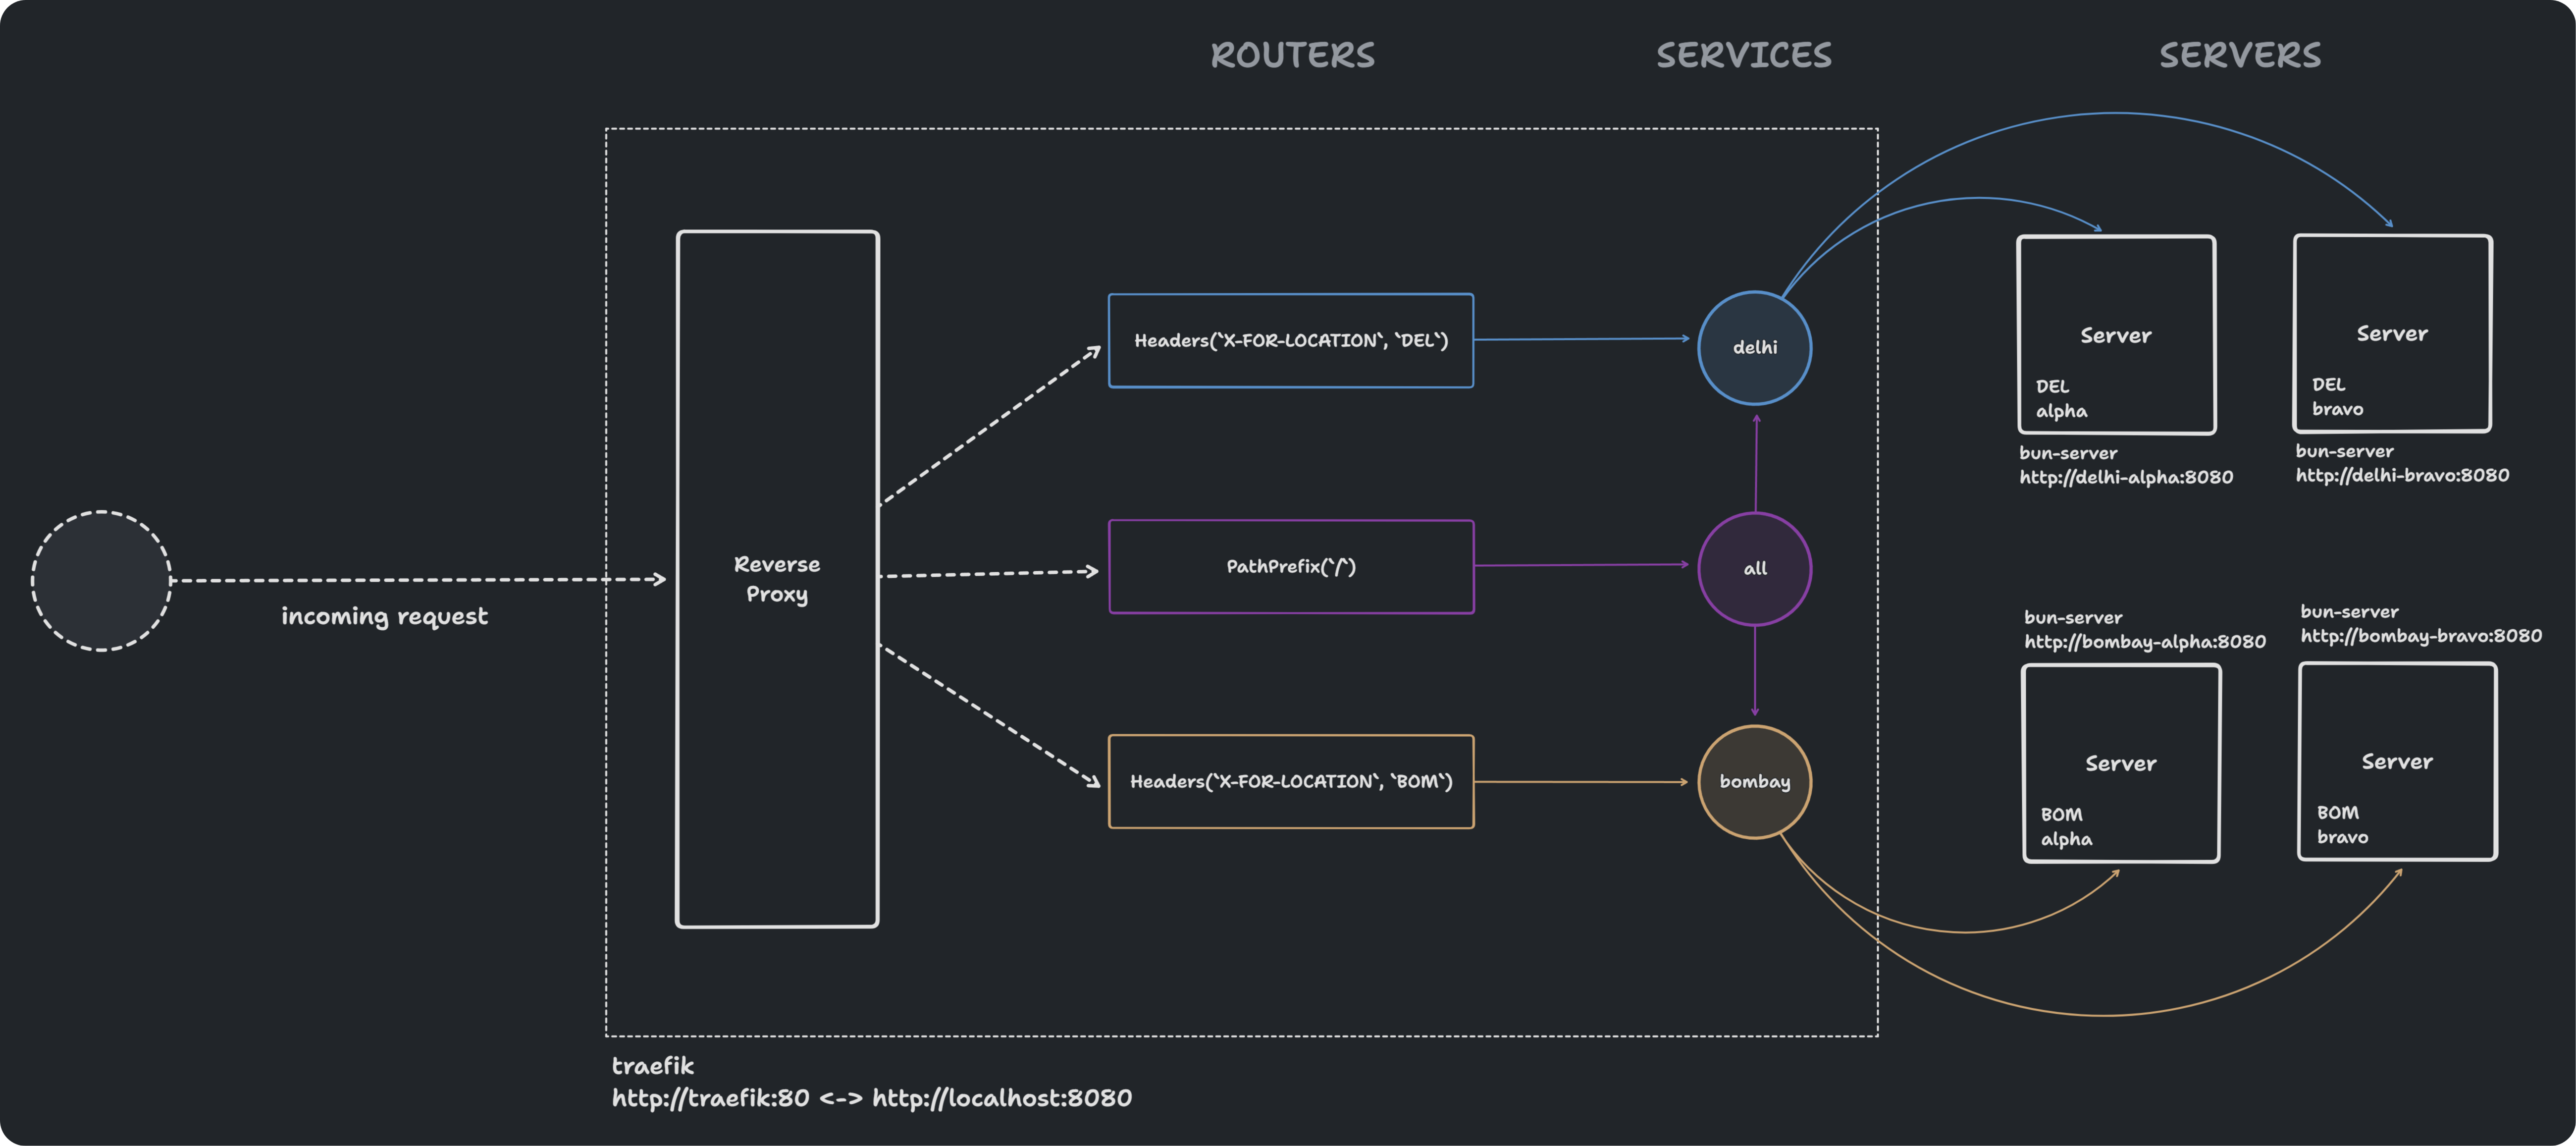 ROUTERS
SERVICES
SERVERS
incoming request
Reverse
Proxy
Headers(`X-FOR-LOCATION`, `DEL`)
PathPrefix(`/`)
Headers(`X-FOR-LOCATION`, `BOM`)
delhi
all
bombay
Server
DEL
alpha
bun-server
http://delhi-alpha:8080
Server
DEL
bravo
bun-server
http://delhi-bravo:8080
bun-server
http://bombay-alpha:8080
Server
BOM
alpha
bun-server
http://bombay-bravo:8080
Server
BOM
bravo
traefik
http://traefik:80 <-> http://localhost:8080